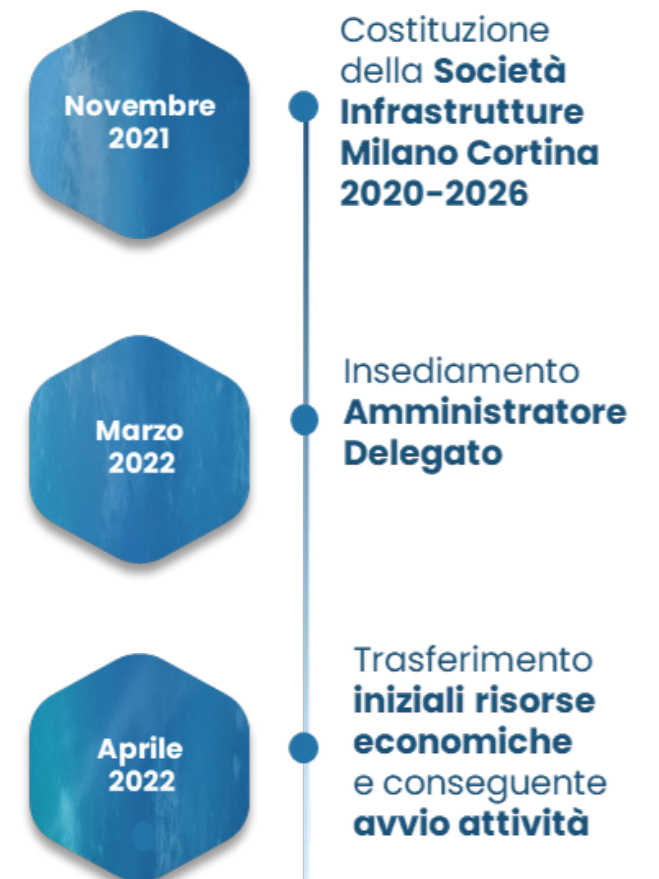 Novembre
2021
Costituzione
della Società
Infrastrutture
Milano Cortina
2020-2026
Marzo
2022
Insediamento
Amministratore
Delegato
Aprile
2022
Trasferimento
iniziali risorse
economiche
e conseguente
avvio attività